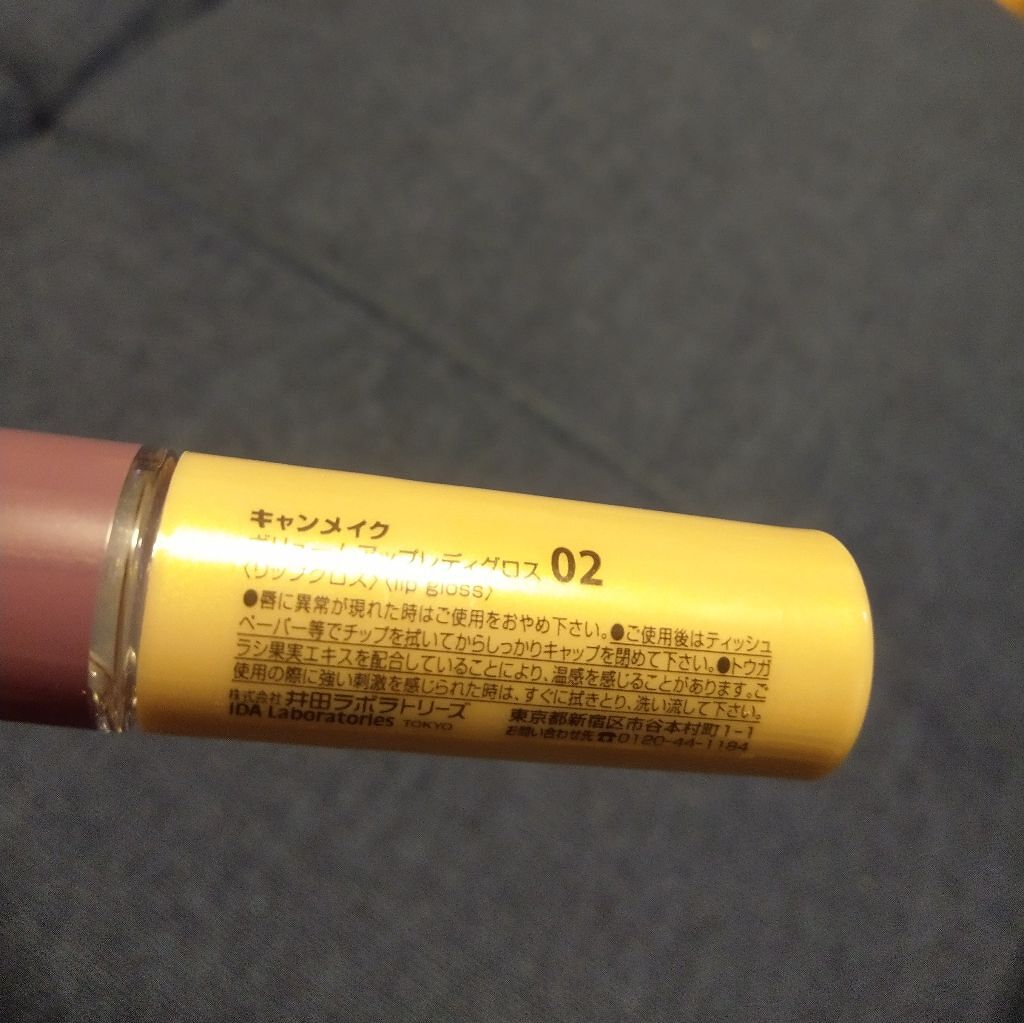 キャンメイク
ボリュームアップレディグロス 02
〈リップグロス〉〈lip gloss〉
●唇に異常が現れた時はご使用をおやめ下さい。●ご使用後はティッシュ
ペーパー等でチップを拭いてからしっかりキャップを閉めて下さい。●トウガ
ラシ果実エキスを配合していることにより、温感を感じることがあります。ご
使用の際に強い刺激を感じられた時は、すぐに拭きとり、洗い流して下さい。
株式会社 井田ラボラトリーズ
IDA Laboratories TOKYO
東京都新宿区市谷本村町1-1
お問い合わせ先☎0120-44-1184